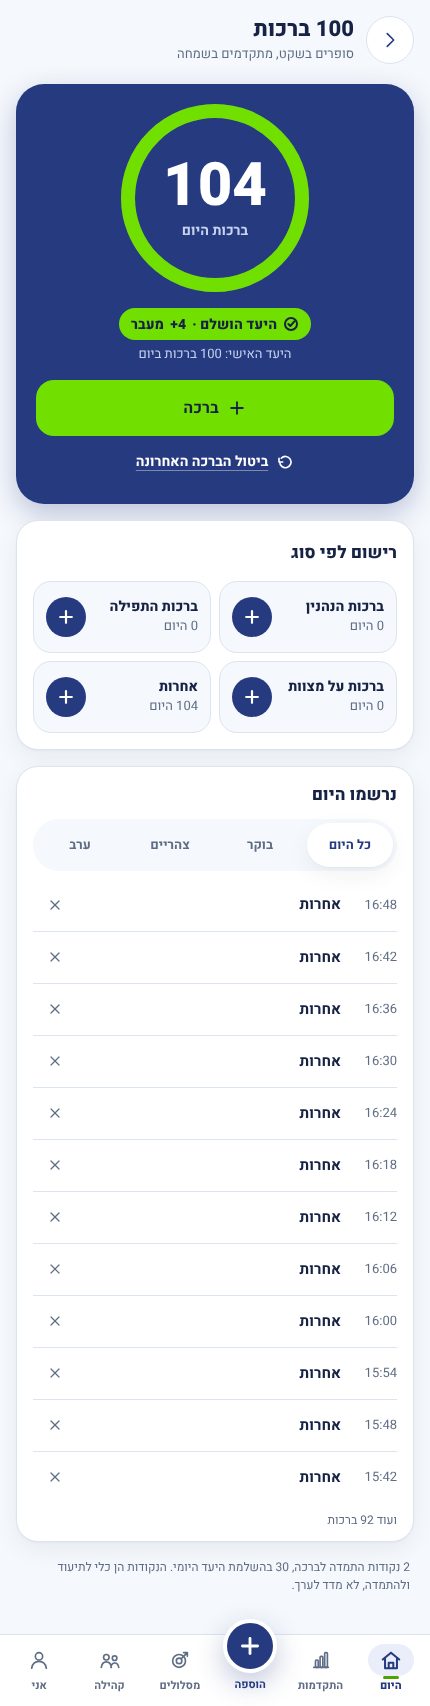 100 ברכות
סופרים בשקט, מתקדמים בשמחה
104
ברכות היום
היעד הושלם · 4+ מעבר
היעד האישי: 100 ברכות ביום
ברכה
ביטול הברכה האחרונה
רישום לפי סוג
ברכות הנהנין
0 היום
ברכות התפילה
0 היום
ברכות על מצוות
0 היום
אחרות
104 היום
נרשמו היום
כל היום בוקר צהריים ערב
16:48 אחרות
16:42 אחרות
16:36 אחרות
16:30 אחרות
16:24 אחרות
16:18 אחרות
16:12 אחרות
16:06 אחרות
16:00 אחרות
15:54 אחרות
15:48 אחרות
15:42 אחרות
ועוד 92 ברכות
2 נקודות התמדה לברכה, 30 בהשלמת היעד היומי. הנקודות הן כלי לתיעוד
ולהתמדה, לא מדד לערך.
היום התקדמות הוספה מסלולים קהילה אני